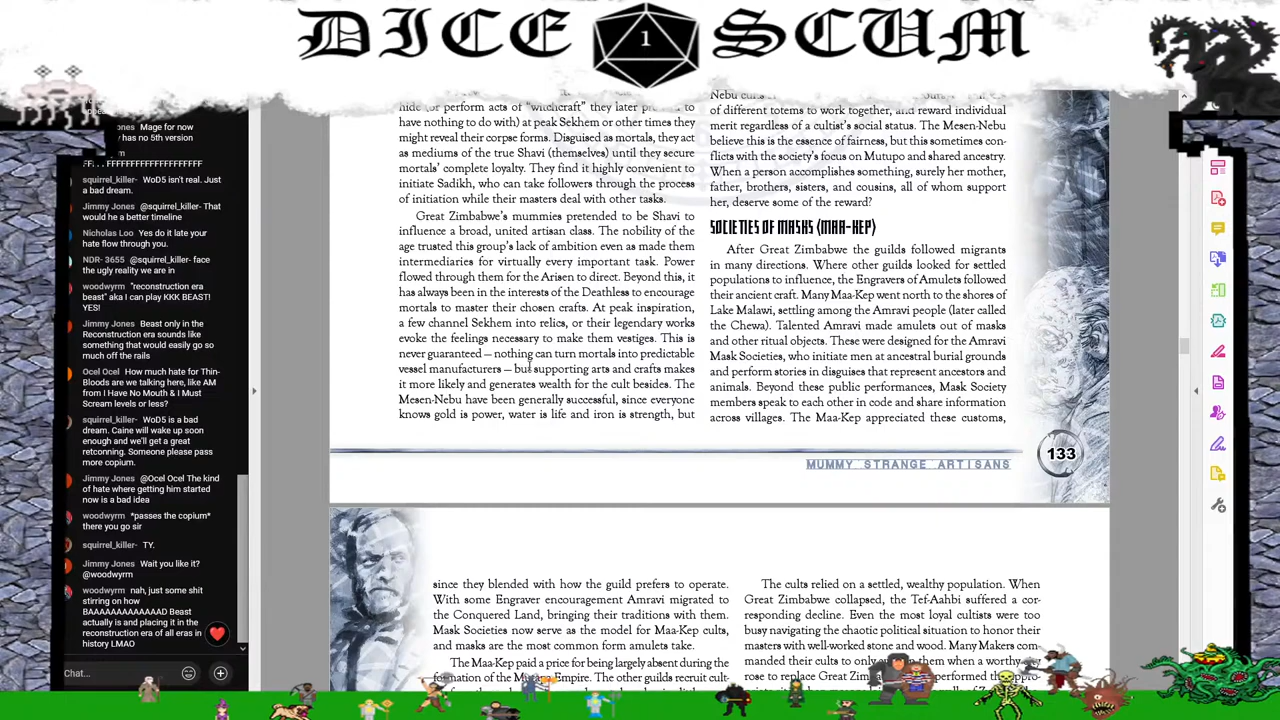 DICE 1 SCUM
Mage for now
has no 5th version
FF.FFFFFFFFFFFFFFFFFFFF
squirrel_killer- WoD5 isn't real. Just
a bad dream.
Jimmy Jones @squirrel_killer- That
would he a better timeline
Nicholas Loo Yes do it late your
hate flow through you.
NDR- 3655 @squirrel_killer- face
the ugly reality we are in
woodwyrm "reconstruction era
beast" aka I can play KKK BEAST!
YES!
Jimmy Jones Beast only in the
Reconstruction era sounds like
something that would easily go so
much off the rails
Ocel Ocel How much hate for Thin-
Bloods are we talking here, like AM
from I Have No Mouth & I Must
Scream levels or less?
squirrel_killer- WoD5 is a bad
dream. Caine will wake up soon
enough and we'll get a great
retconning. Someone please pass
more copium.
Jimmy Jones @Ocel Ocel The kind
of hate where getting him started
now is a bad idea
woodwyrm *passes the copium*
there you go sir
squirrel_killer- TY.
Jimmy Jones Wait you like it?
@woodwyrm
woodwyrm nah, just some shit
stirring on how
BAAAAAAAAAAAAD Beast
actually is and placing it in the
reconstruction era of all eras in
history LMAO
Chat...
hide (or perform acts of "witchcraft" they later to
have nothing to do with) at peak Sekhem or other times they
might reveal their corpse forms. Disguised as mortals, they act
as mediums of the true Shavi (themselves) until they secure
mortals' complete loyalty. They find it highly convenient to
initiate Sadikh, who can take followers through the process
of initiation while their masters deal with other tasks.
Great Zimbabwe's mummies pretended to be Shavi to
influence a broad, united artisan class. The nobility of the
age trusted this group's lack of ambition even as made them
intermediaries for virtually every important task. Power
flowed through them for the Arisen to direct. Beyond this, it
has always been in the interests of the Deathless to encourage
mortals to master their chosen crafts. At peak inspiration,
a few channel Sekhem into relics, or their legendary works
evoke the feelings necessary to make them vestiges. This is
never guaranteed — nothing can turn mortals into predictable
vessel manufacturers — but supporting arts and crafts makes
it more likely and generates wealth for the cult besides. The
Mesen-Nebu have been generally successful, since everyone
knows gold is power, water is life and iron is strength, but
Nebu
of different totems to work together, and reward individual
merit regardless of a cultist's social status. The Mesen-Nebu
believe this is the essence of fairness, but this sometimes con-
flicts with the society's focus on Mutupo and shared ancestry.
When a person accomplishes something, surely her mother,
father, brothers, sisters, and cousins, all of whom support
her, deserve some of the reward?
SOCIETIES OF MASKS (MAA-KEP)
After Great Zimbabwe the guilds followed migrants
in many directions. Where other guilds looked for settled
populations to influence, the Engravers of Amulets followed
their ancient craft. Many Maa-Kep went north to the shores of
Lake Malawi, settling among the Amravi people (later called
the Chewa). Talented Amravi made amulets out of masks
and other ritual objects. These were designed for the Amravi
Mask Societies, who initiate men at ancestral burial grounds
and perform stories in disguises that represent ancestors and
animals. Beyond these public performances, Mask Society
members speak to each other in code and share information
across villages. The Maa-Kep appreciated these customs,
MUMMY STRANGE ARTISANS
133
since they blended with how the guild prefers to operate.
With some Engraver encouragement Amravi migrated to
the Conquered Land, bringing their traditions with them.
Mask Societies now serve as the model for Maa-Kep cults,
and masks are the most common form amulets take.
The Maa-Kep paid a price for being largely absent during the
formation of the Mutapa Empire. The other guilds recruit cult-
The cults relied on a settled, wealthy population. When
Great Zimbabwe collapsed, the Tef-Aabhi suffered a cor-
responding decline. Even the most loyal cultists were too
busy navigating the chaotic political situation to honor their
masters with well-worked stone and wood. Many Makers com-
manded their cults to only them when a worthy
rose to replace Great performed the appro-